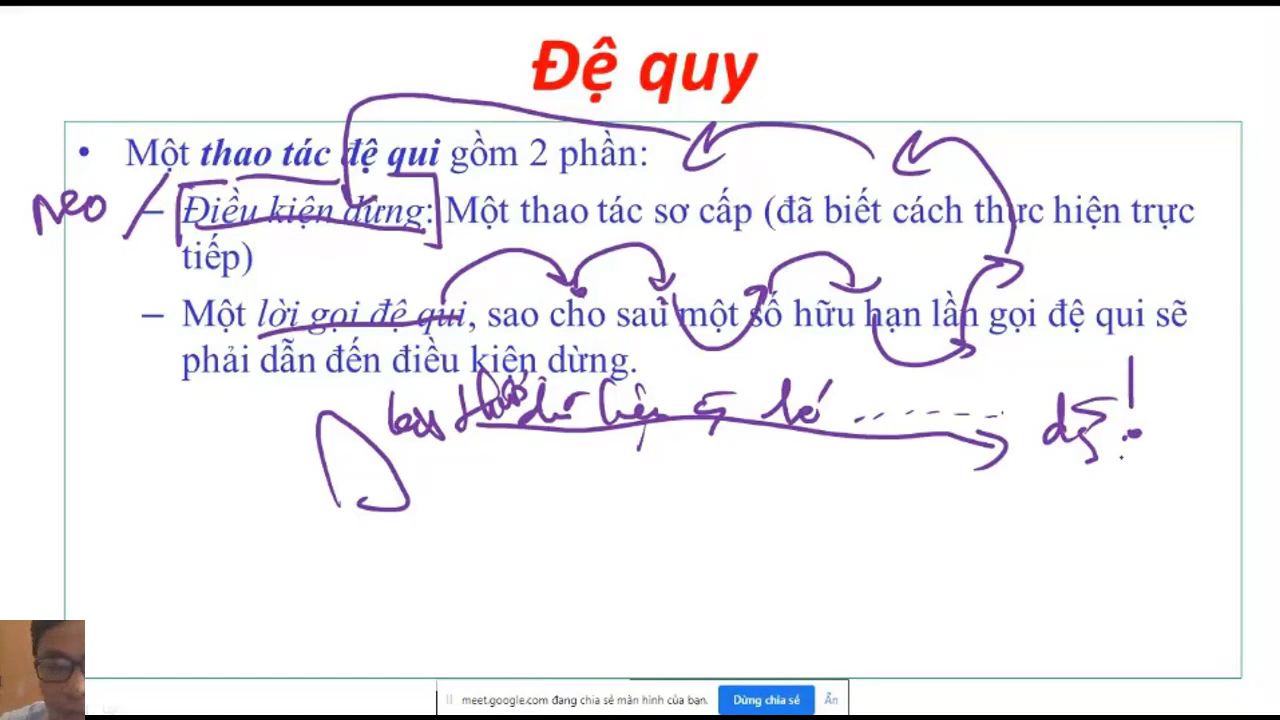 Đệ quy
• Một thao tác đệ qui gồm 2 phần:
Neo
– Điều kiện dừng: Một thao tác sơ cấp (đã biết cách thực hiện trực
tiếp)
– Một lời gọi đệ qui, sao cho sau một số hữu hạn lần gọi đệ qui sẽ
phải dẫn đến điều kiện dừng.
meet.google.com đang chia sẻ màn hình của bạn. Dừng chia sẻ Ẩn